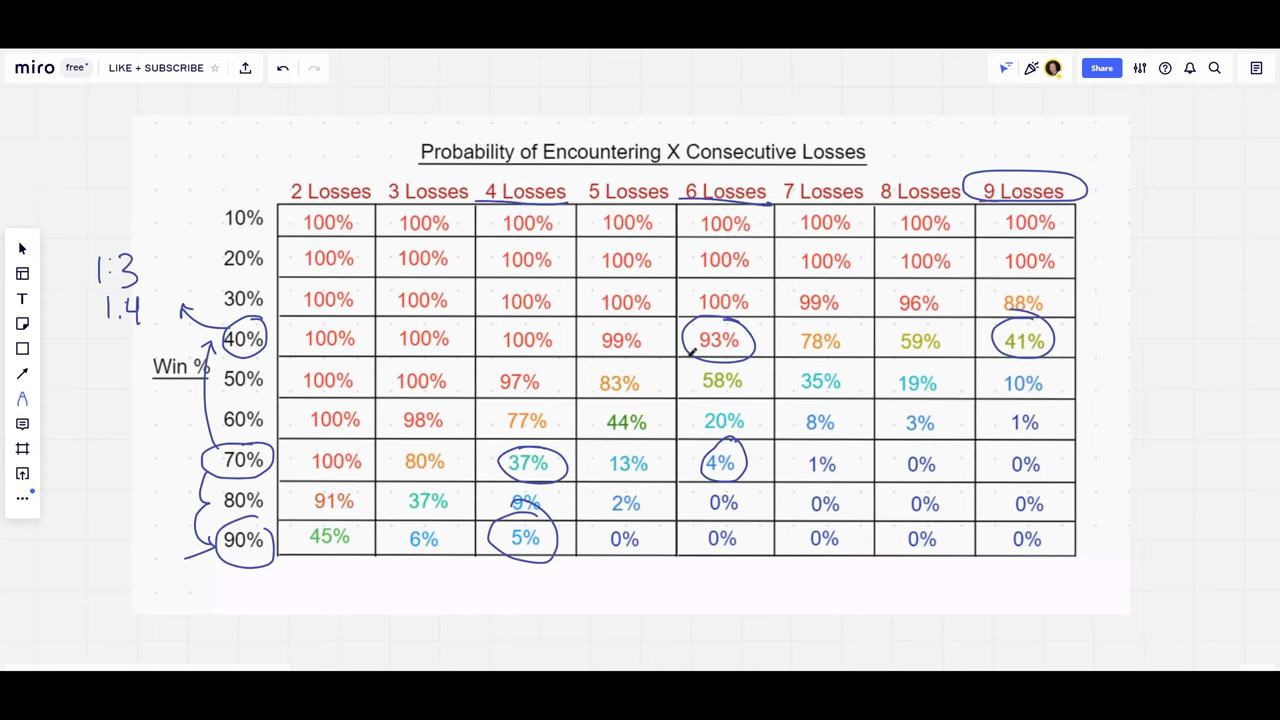 miro free LIKE + SUBSCRIBE Share
Probability of Encountering X Consecutive Losses
2 Losses 3 Losses 4 Losses 5 Losses 6 Losses 7 Losses 8 Losses 9 Losses
10% 100% 100% 100% 100% 100% 100% 100% 100%
20% 100% 100% 100% 100% 100% 100% 100% 100%
1:3
30% 100% 100% 100% 100% 100% 99% 96% 88%
1.4
40% 100% 100% 100% 99% 93% 78% 59% 41%
Win %
50% 100% 100% 97% 83% 58% 35% 19% 10%
60% 100% 98% 77% 44% 20% 8% 3% 1%
70% 100% 80% 37% 13% 4% 1% 0% 0%
80% 91% 37% 9% 2% 0% 0% 0% 0%
90% 45% 6% 5% 0% 0% 0% 0% 0%